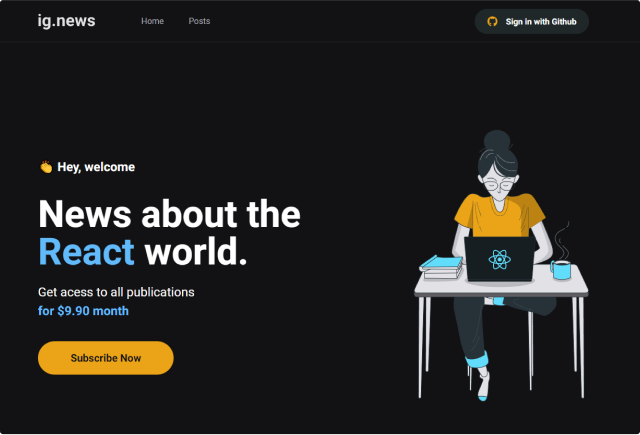 ig.news
Home
Posts
Sign in with Github
👏 Hey, welcome
News about the
React world.
Get acess to all publications
for $9.90 month
Subscribe Now